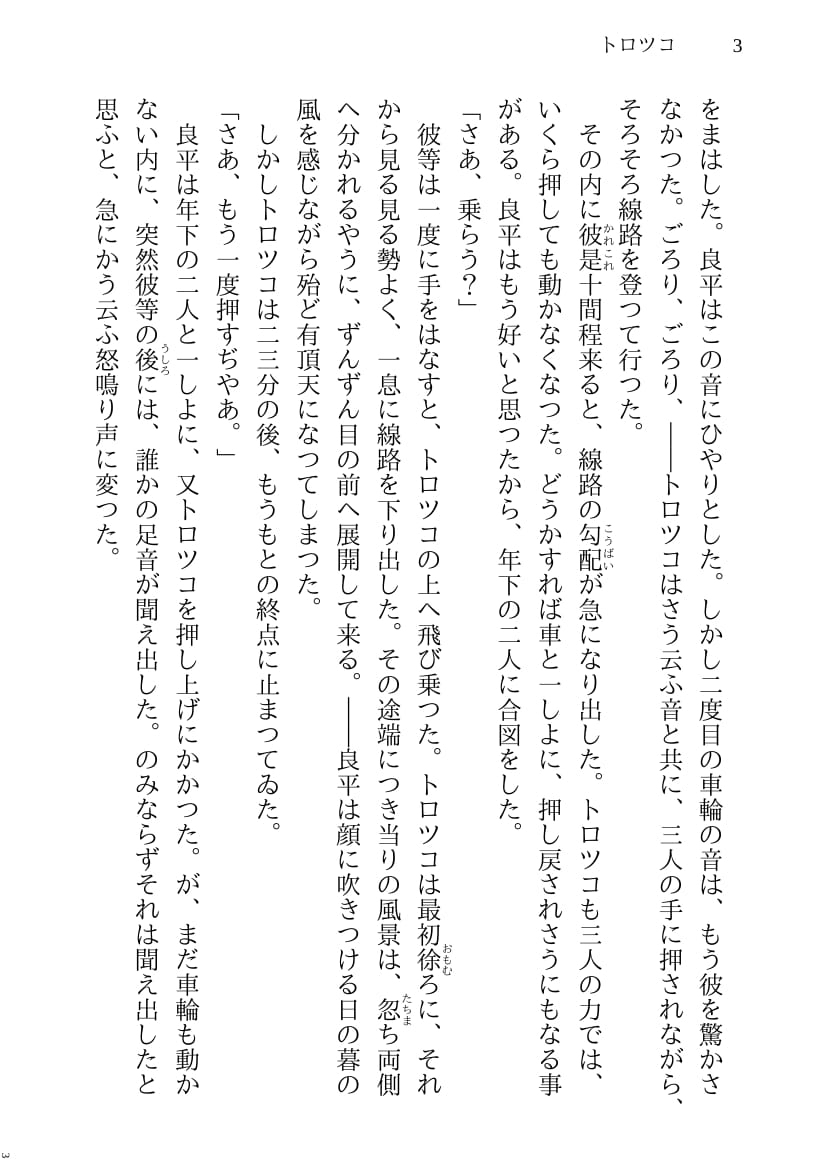 トロツコ 3
をまはした。良平はこの音にひやりとした。しかし二度目の車輪の音は、もう彼を驚かさ
なかつた。ごろり、ごろり、――トロツコはさう云ふ音と共に、三人の手に押されながら、
そろそろ線路を登つて行つた。
その内に彼是十間程来ると、線路の勾配が急になり出した。トロツコも三人の力では、
いくら押しても動かなくなつた。どうかすれば車と一しよに、押し戻されさうにもなる事
がある。良平はもう好いと思つたから、年下の二人に合図をした。
「さあ、乗らう？」
彼等は一度に手をはなすと、トロツコの上へ飛び乗つた。トロツコは最初徐ろに、それ
から見る見る勢よく、一息に線路を下り出した。その途端につき当りの風景は、忽ち両側
へ分かれるやうに、ずんずん目の前へ展開して来る。――良平は顔に吹きつける日の暮の
風を感じながら殆ど有頂天になつてしまつた。
しかしトロツコは二三分の後、もうもとの終点に止まつてゐた。
「さあ、もう一度押すぢやあ。」
良平は年下の二人と一しよに、又トロツコを押し上げにかかつた。が、まだ車輪も動か
ない内に、突然彼等の後には、誰かの足音が聞え出した。のみならずそれは聞え出したと
思ふと、急にかう云ふ怒鳴り声に変つた。
3